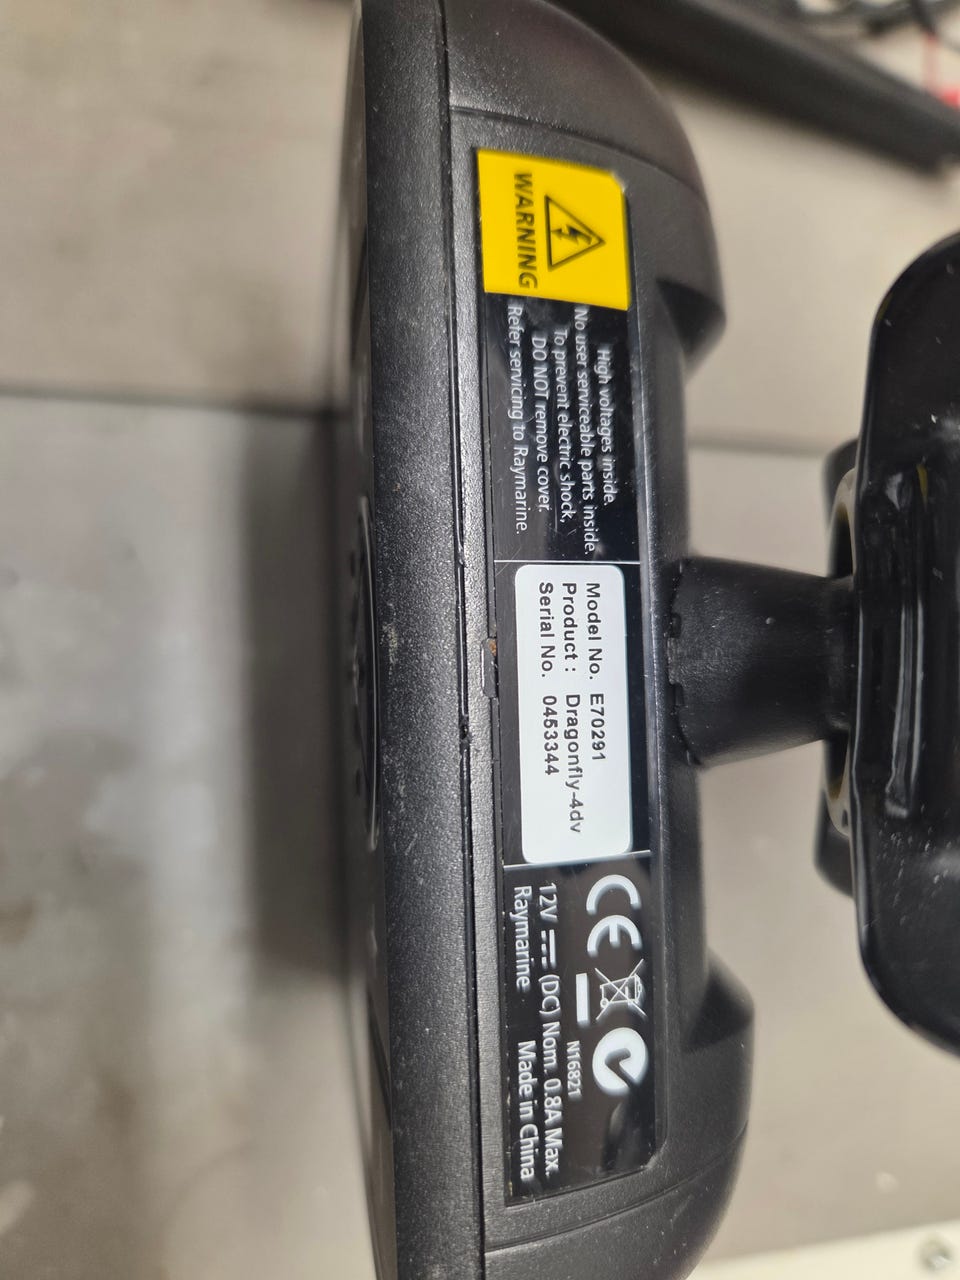 WARNING
High voltages inside.
No user serviceable parts inside.
To prevent electric shock,
DO NOT remove cover.
Refer servicing to Raymarine.
Model No. E70291
Product : Dragonfly-4dv
Serial No. 0453344
CE
N16821
12V (DC) Nom. 0.8A Max.
Raymarine Made in China